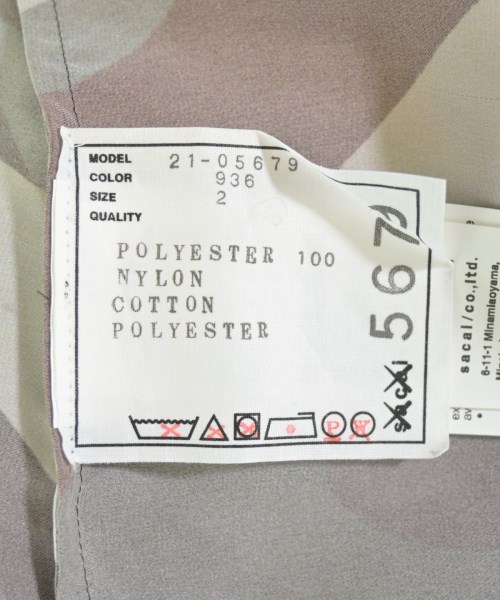 MODEL 21-05679
COLOR 936
SIZE 2
QUALITY
POLYESTER 100
NYLON
COTTON
POLYESTER
P W
sacai 567
sacai/co.,ltd.
6-11-1 Minamiaoyama,